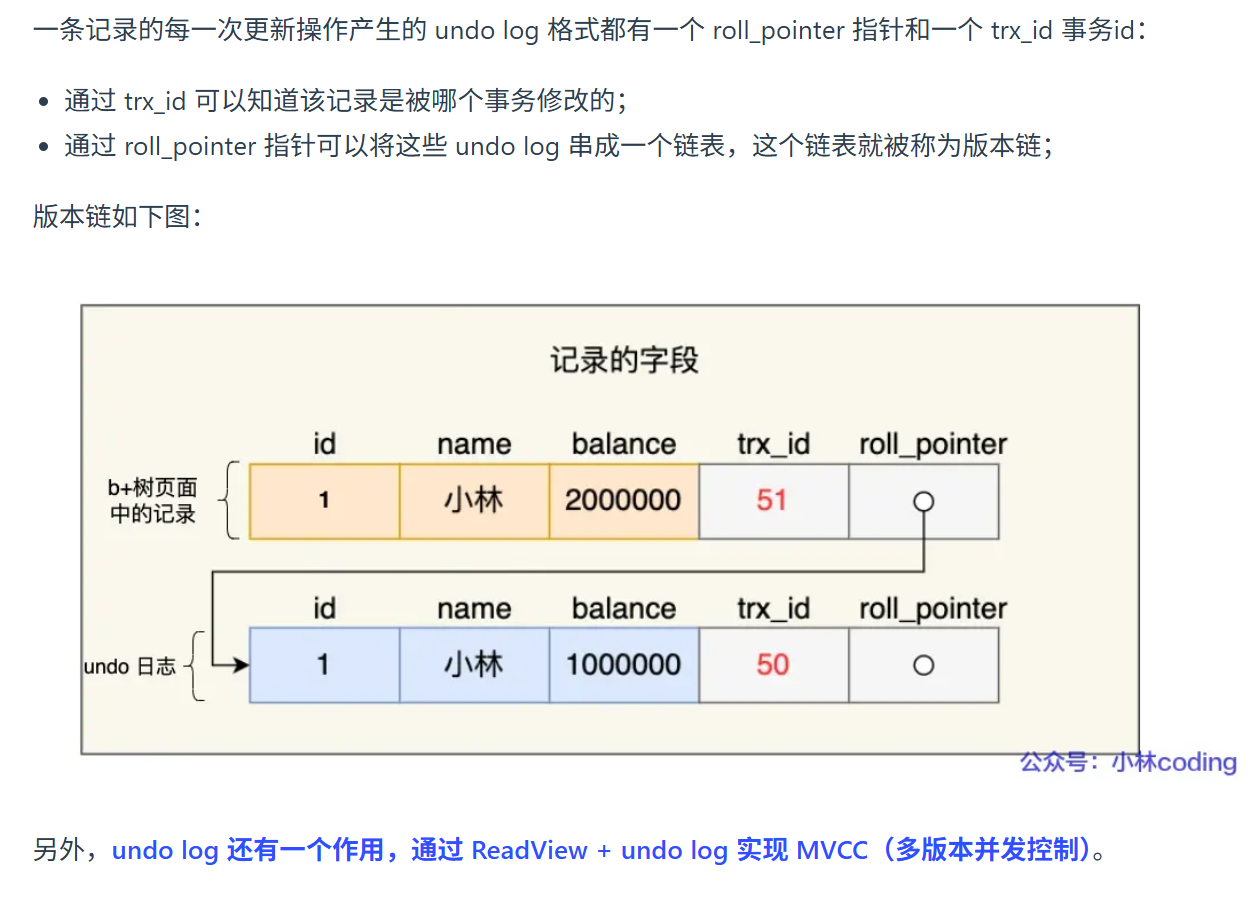 一条记录的每一次更新操作产生的 undo log 格式都有一个 roll_pointer 指针和一个 trx_id 事务id：
• 通过 trx_id 可以知道该记录是被哪个事务修改的；
• 通过 roll_pointer 指针可以将这些 undo log 串成一个链表，这个链表就被称为版本链；
版本链如下图：
记录的字段
id name balance trx_id roll_pointer
b+树页面
中的记录
1 小林 2000000 51
id name balance trx_id roll_pointer
undo 日志 1 小林 1000000 50
公众号：小林coding
另外，undo log 还有一个作用，通过 ReadView + undo log 实现 MVCC（多版本并发控制）。